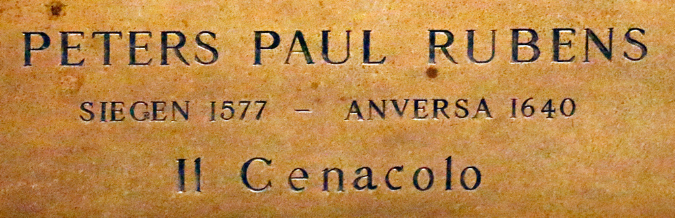 PETERS PAUL RUBENS
SIEGEN 1577 - ANVERSA 1640
Il Cenacolo